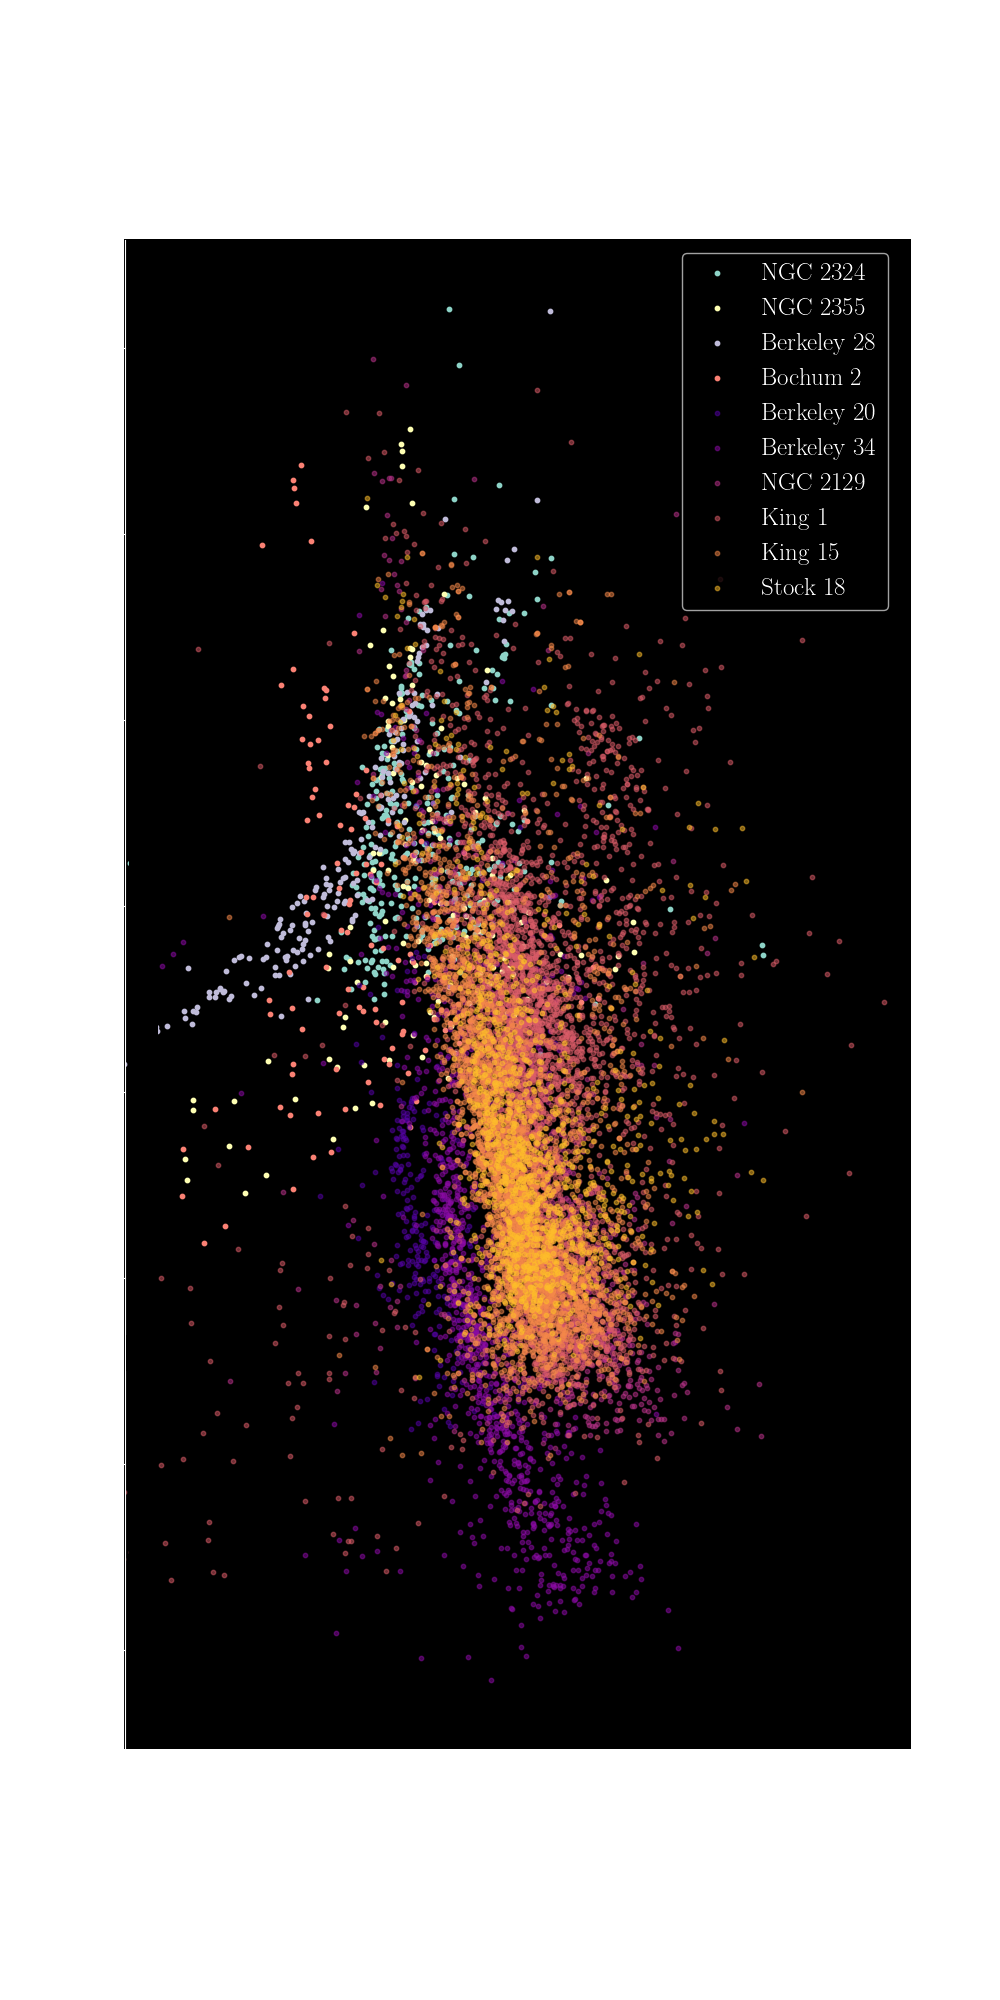 NGC 2324
NGC 2355
Berkeley 28
Bochum 2
Berkeley 20
Berkeley 34
NGC 2129
King 1
King 15
Stock 18